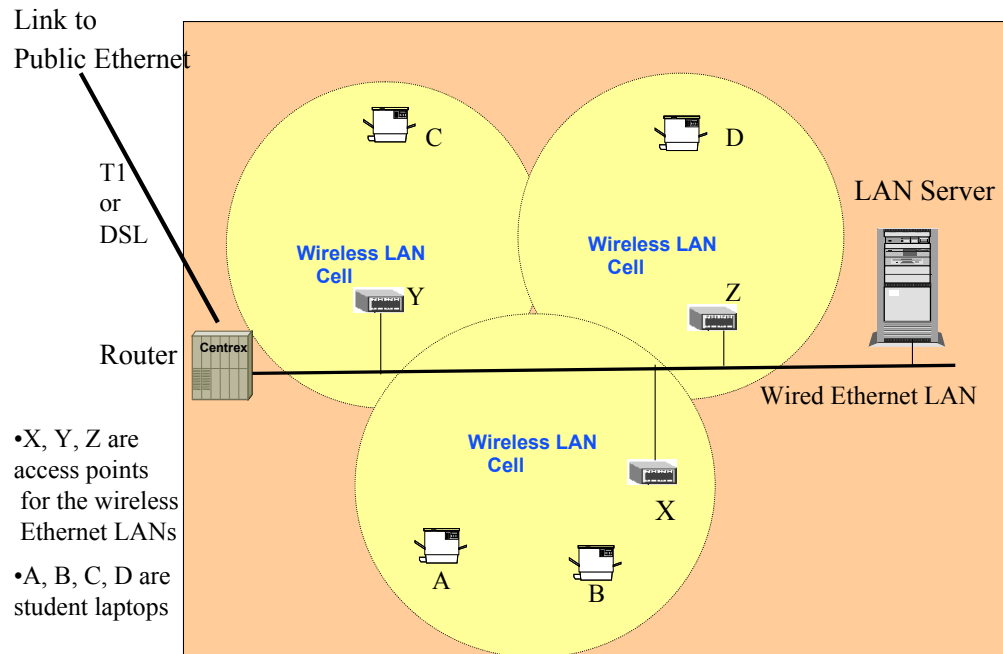 Link to
Public Ethernet
T1
or
DSL
C
D
LAN Server
Wireless LAN
Cell
Wireless LAN
Cell
Y
Z
Router
Centrex
Wired Ethernet LAN
Wireless LAN
Cell
X
•X, Y, Z are
access points
for the wireless
Ethernet LANs
A
B
•A, B, C, D are
student laptops